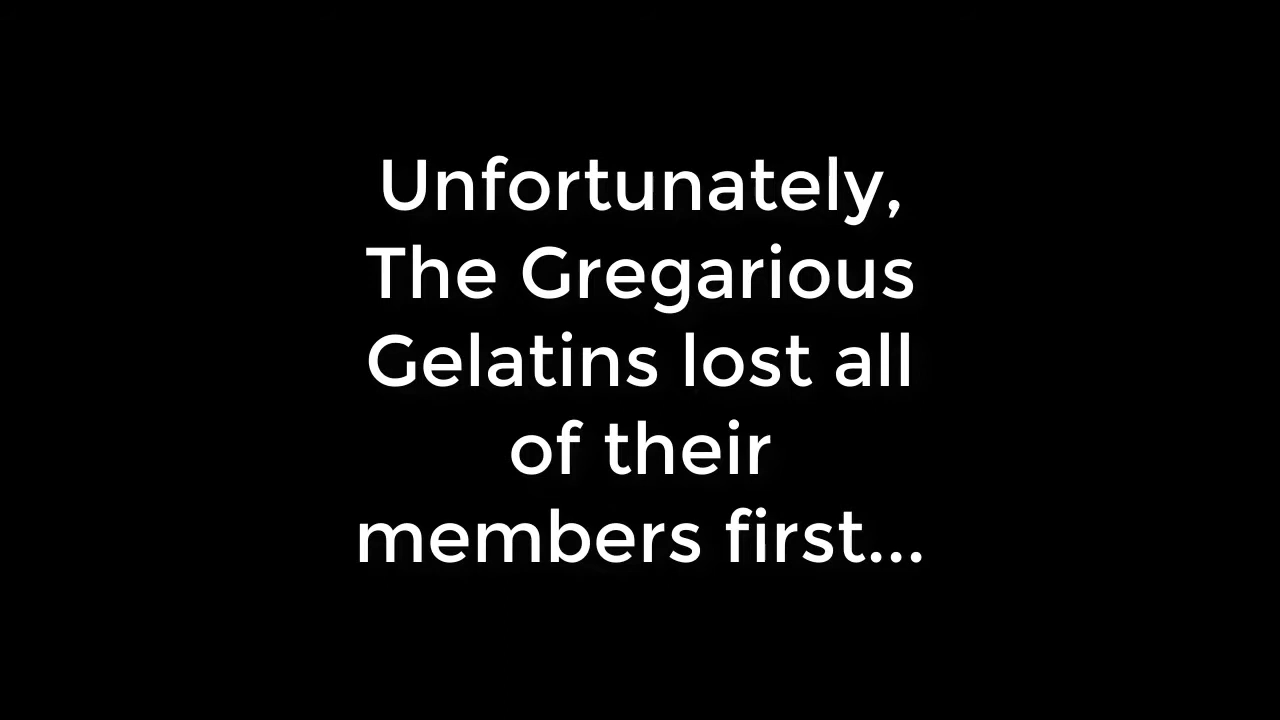 Unfortunately,
The Gregarious
Gelatins lost all
of their
members first...